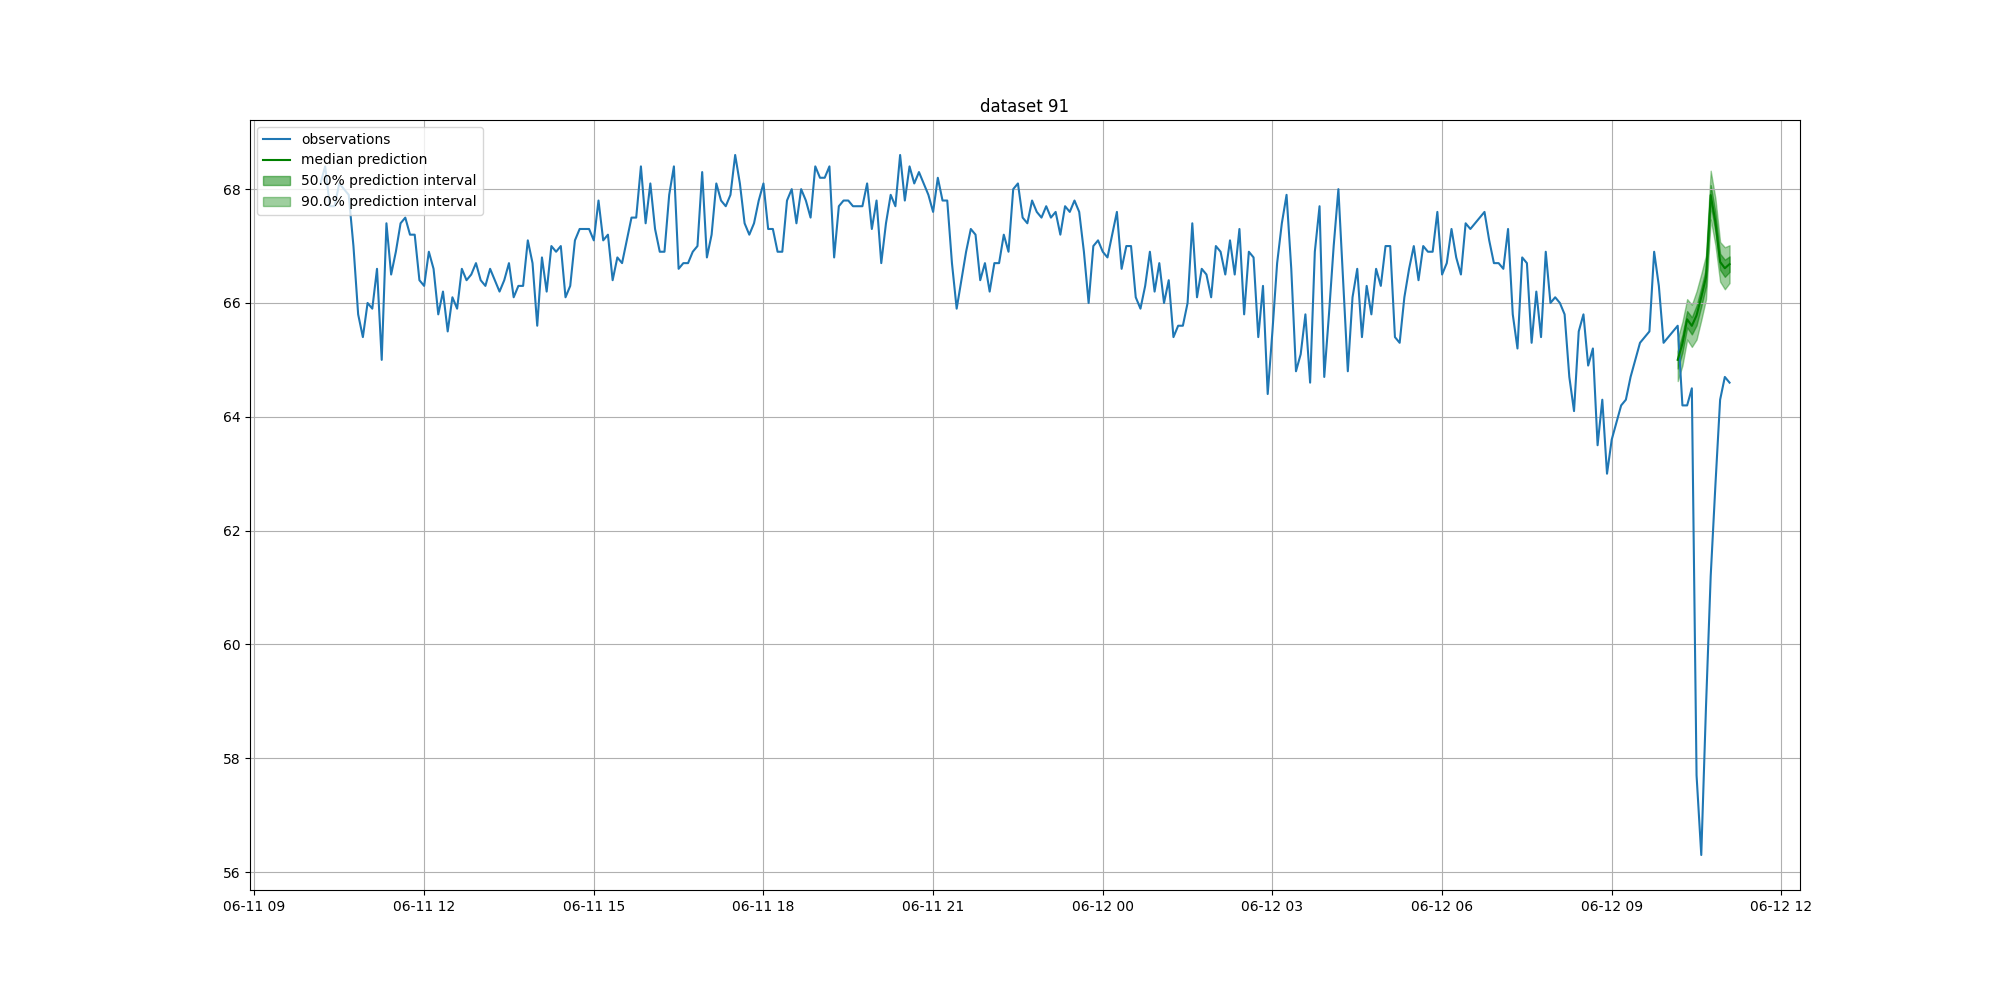 dataset 91
observations
median prediction
50.0% prediction interval
90.0% prediction interval
68
66
64
62
60
58
56
06-11 09 06-11 12 06-11 15 06-11 18 06-11 21 06-12 00 06-12 03 06-12 06 06-12 09 06-12 12